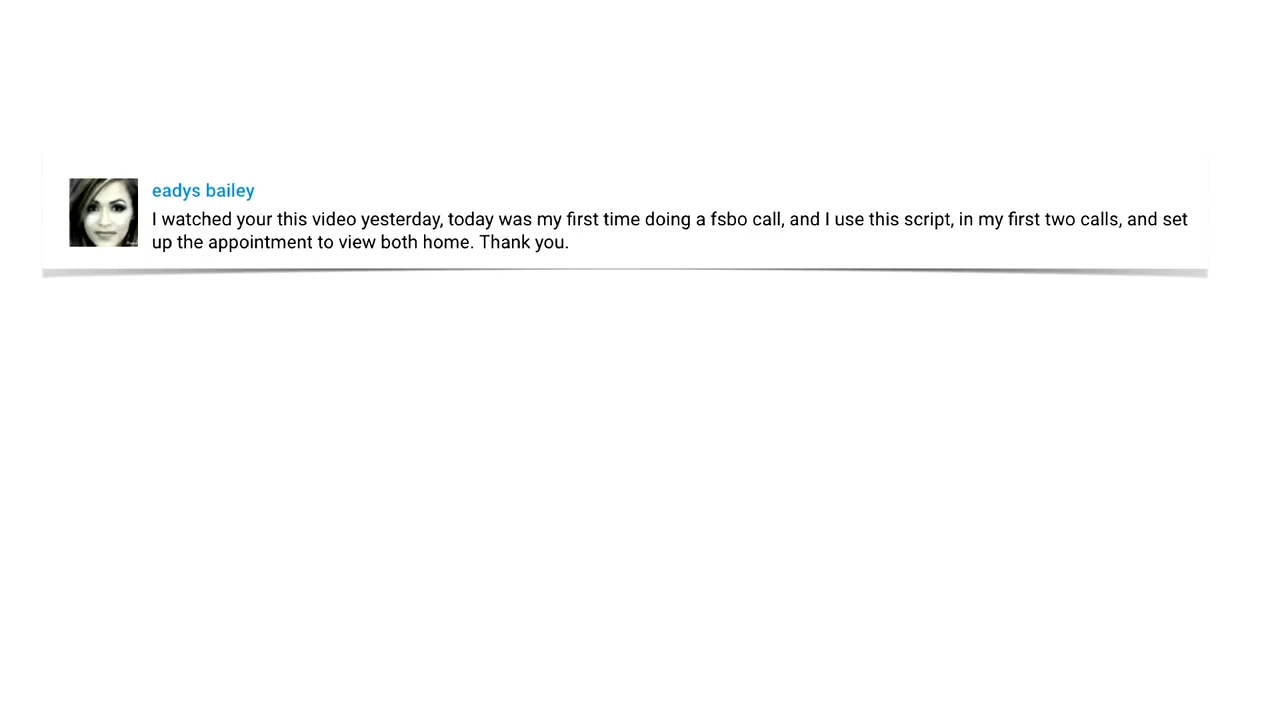 eadys bailey
I watched your this video yesterday, today was my first time doing a fsbo call, and I use this script, in my first two calls, and set
up the appointment to view both home. Thank you.